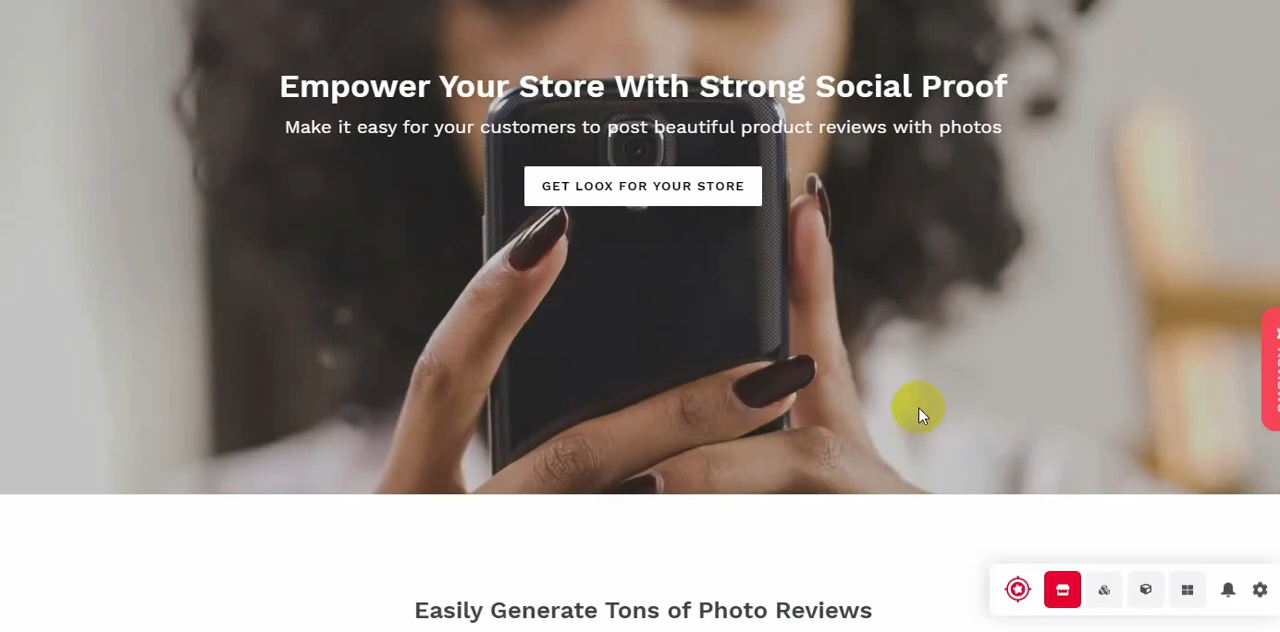 Empower Your Store With Strong Social Proof
Make it easy for your customers to post beautiful product reviews with photos
GET LOOX FOR YOUR STORE
Easily Generate Tons of Photo Reviews